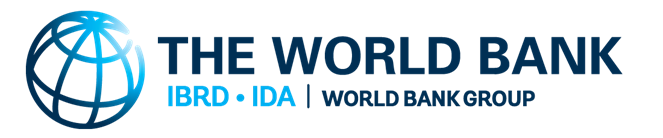 THE WORLD BANK
IBRD • IDA | WORLD BANK GROUP